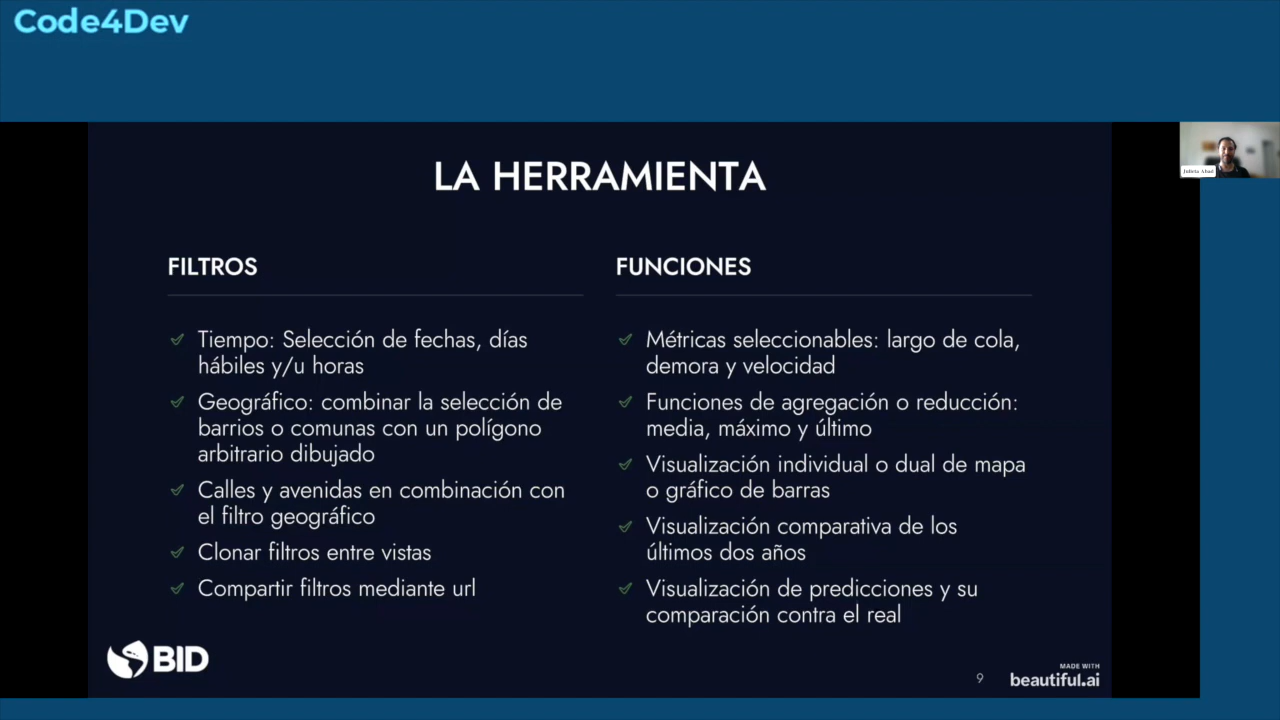 Code4Dev
LA HERRAMIENTA
FILTROS
Tiempo: Selección de fechas, días
hábiles y/u horas
Geográfico: combinar la selección de
barrios o comunas con un polígono
arbitrario dibujado
Calles y avenidas en combinación con
el filtro geográfico
Clonar filtros entre vistas
Compartir filtros mediante url
FUNCIONES
Métricas seleccionables: largo de cola,
demora y velocidad
Funciones de agregación o reducción:
media, máximo y último
Visualización individual o dual de mapa
o gráfico de barras
Visualización comparativa de los
últimos dos años
Visualización de predicciones y su
comparación contra el real
Julieta Abad
BID
9
MADE WITH
beautiful.ai